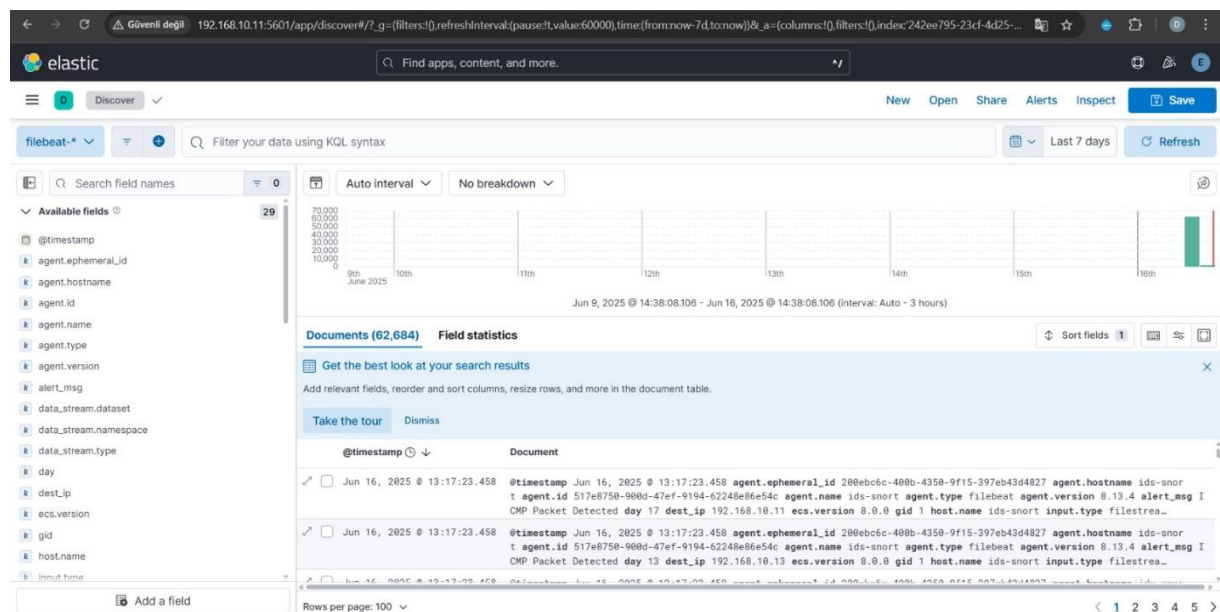 Güvenli değil 192.168.10.11:5601/app/discover#/?_g=(filters:!(),refreshInterval:(pause:!t,value:60000),time:(from:now-7d,to:now))&_a=(columns:!(),filters:!(),index:'242ee795-23cf-4d25-...
D
elastic
Find apps, content, and more.
^/
E
D
Discover
New Open Share Alerts Inspect Save
filebeat-*
Filter your data using KQL syntax
Last 7 days
Refresh
Search field names
0
Available fields 29
@timestamp
agent.ephemeral_id
agent.hostname
agent.id
agent.name
agent.type
agent.version
alert_msg
data_stream.dataset
data_stream.namespace
data_stream.type
day
dest_ip
ecs.version
gid
host.name
input.type
Add a field
Auto interval
No breakdown
70,000
60,000
50,000
40,000
30,000
20,000
10,000
0
9th 10th 11th 12th 13th 14th 15th 16th
June 2025
Jun 9, 2025 @ 14:38:08.106 - Jun 16, 2025 @ 14:38:08.106 (interval: Auto - 3 hours)
Documents (62,684) Field statistics
Sort fields 1
Get the best look at your search results
Add relevant fields, reorder and sort columns, resize rows, and more in the document table.
Take the tour Dismiss
@timestamp Document
Jun 16, 2025 @ 13:17:23.458 @timestamp Jun 16, 2025 @ 13:17:23.458 agent.ephemeral_id 200ebc6c-400b-4350-9f15-397eb43d4827 agent.hostname ids-snor
t agent.id 517e8750-900d-47ef-9194-62248e86e54c agent.name ids-snort agent.type filebeat agent.version 8.13.4 alert_msg I
CMP Packet Detected day 17 dest_ip 192.168.10.11 ecs.version 8.0.0 gid 1 host.name ids-snort input.type filestrea…
Jun 16, 2025 @ 13:17:23.458 @timestamp Jun 16, 2025 @ 13:17:23.458 agent.ephemeral_id 200ebc6c-400b-4350-9f15-397eb43d4827 agent.hostname ids-snor
t agent.id 517e8750-900d-47ef-9194-62248e86e54c agent.name ids-snort agent.type filebeat agent.version 8.13.4 alert_msg I
CMP Packet Detected day 13 dest_ip 192.168.10.13 ecs.version 8.0.0 gid 1 host.name ids-snort input.type filestrea…
Rows per page: 100
1 2 3 4 5